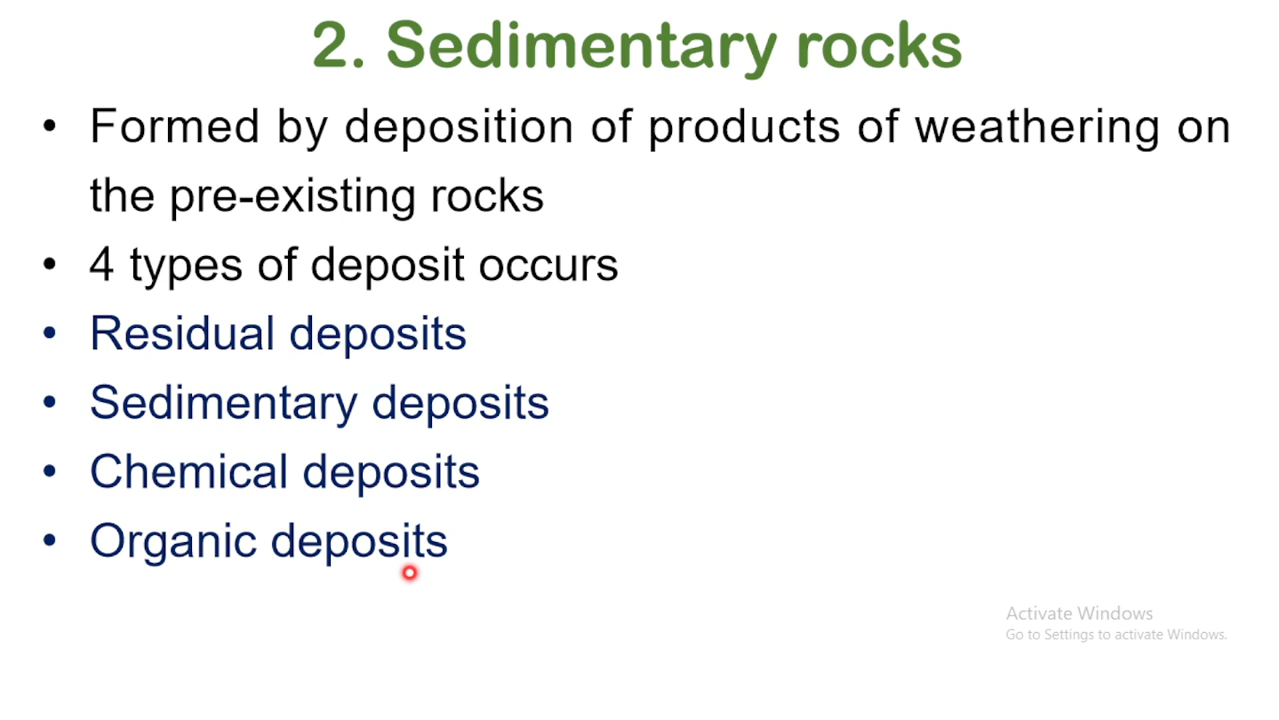 2. Sedimentary rocks
• Formed by deposition of products of weathering on
the pre-existing rocks
• 4 types of deposit occurs
• Residual deposits
• Sedimentary deposits
• Chemical deposits
• Organic deposits
Activate Windows
Go to Settings to activate Windows.